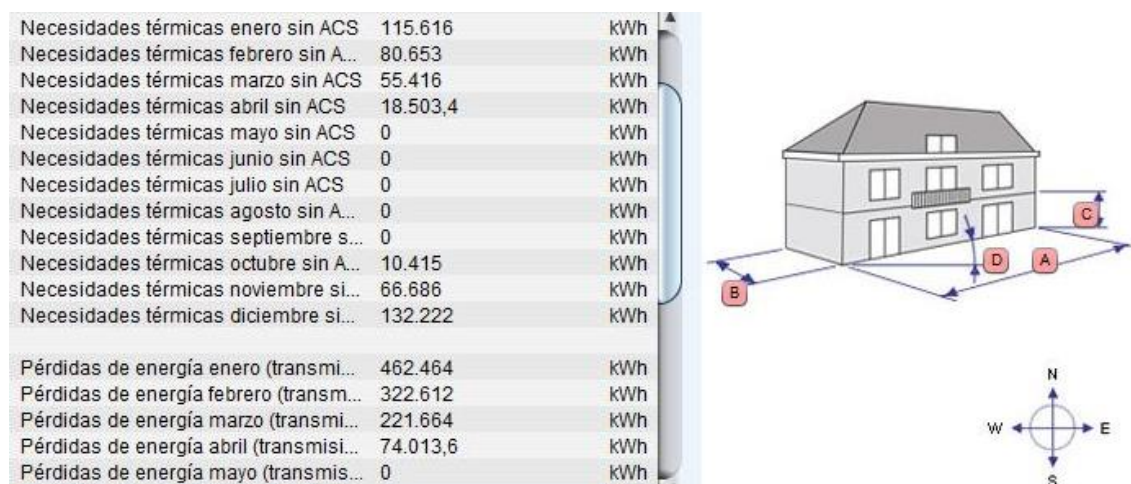 Necesidades térmicas enero sin ACS 115.616 kWh
Necesidades térmicas febrero sin A... 80.653 kWh
Necesidades térmicas marzo sin ACS 55.416 kWh
Necesidades térmicas abril sin ACS 18.503,4 kWh
Necesidades térmicas mayo sin ACS 0 kWh
Necesidades térmicas junio sin ACS 0 kWh
Necesidades térmicas julio sin ACS 0 kWh
Necesidades térmicas agosto sin A... 0 kWh
Necesidades térmicas septiembre s... 0 kWh
Necesidades térmicas octubre sin A... 10.415 kWh
Necesidades térmicas noviembre si... 66.686 kWh
Necesidades térmicas diciembre si... 132.222 kWh
Pérdidas de energía enero (transmi... 462.464 kWh
Pérdidas de energía febrero (transm... 322.612 kWh
Pérdidas de energía marzo (transmi... 221.664 kWh
Pérdidas de energía abril (transmisi... 74.013,6 kWh
Pérdidas de energía mayo (transmis... 0 kWh
C
D
A
B
N
W
E
S